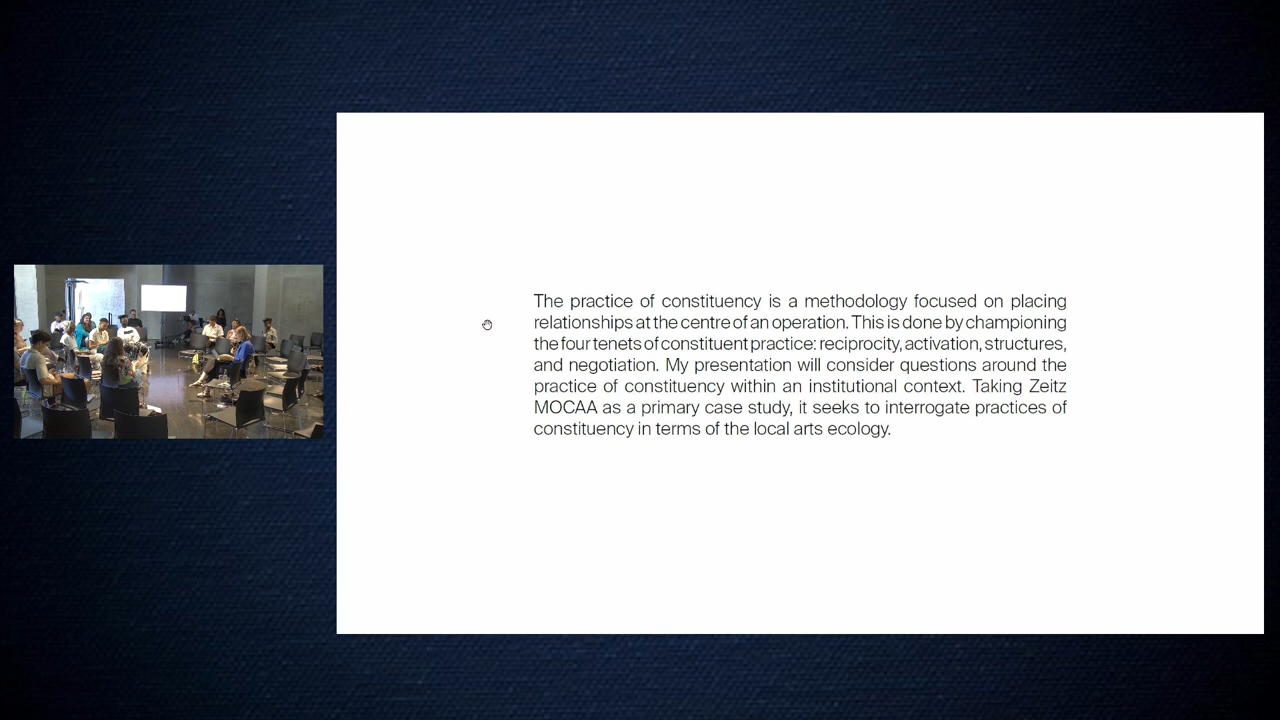 The practice of constituency is a methodology focused on placing
relationships at the centre of an operation. This is done by championing
the four tenets of constituent practice: reciprocity, activation, structures,
and negotiation. My presentation will consider questions around the
practice of constituency within an institutional context. Taking Zeitz
MOCAA as a primary case study, it seeks to interrogate practices of
constituency in terms of the local arts ecology.